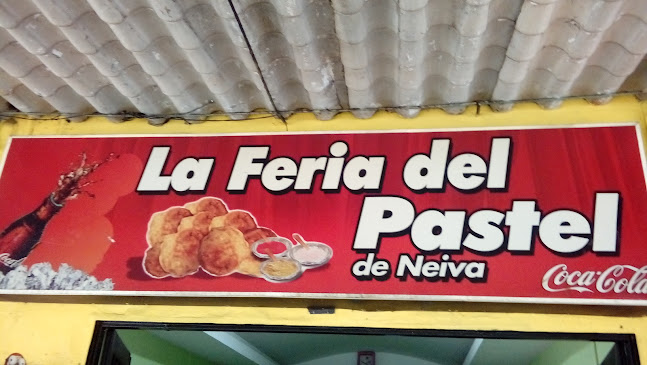 La Feria del
Pastel
de Neiva
Coca-Cola